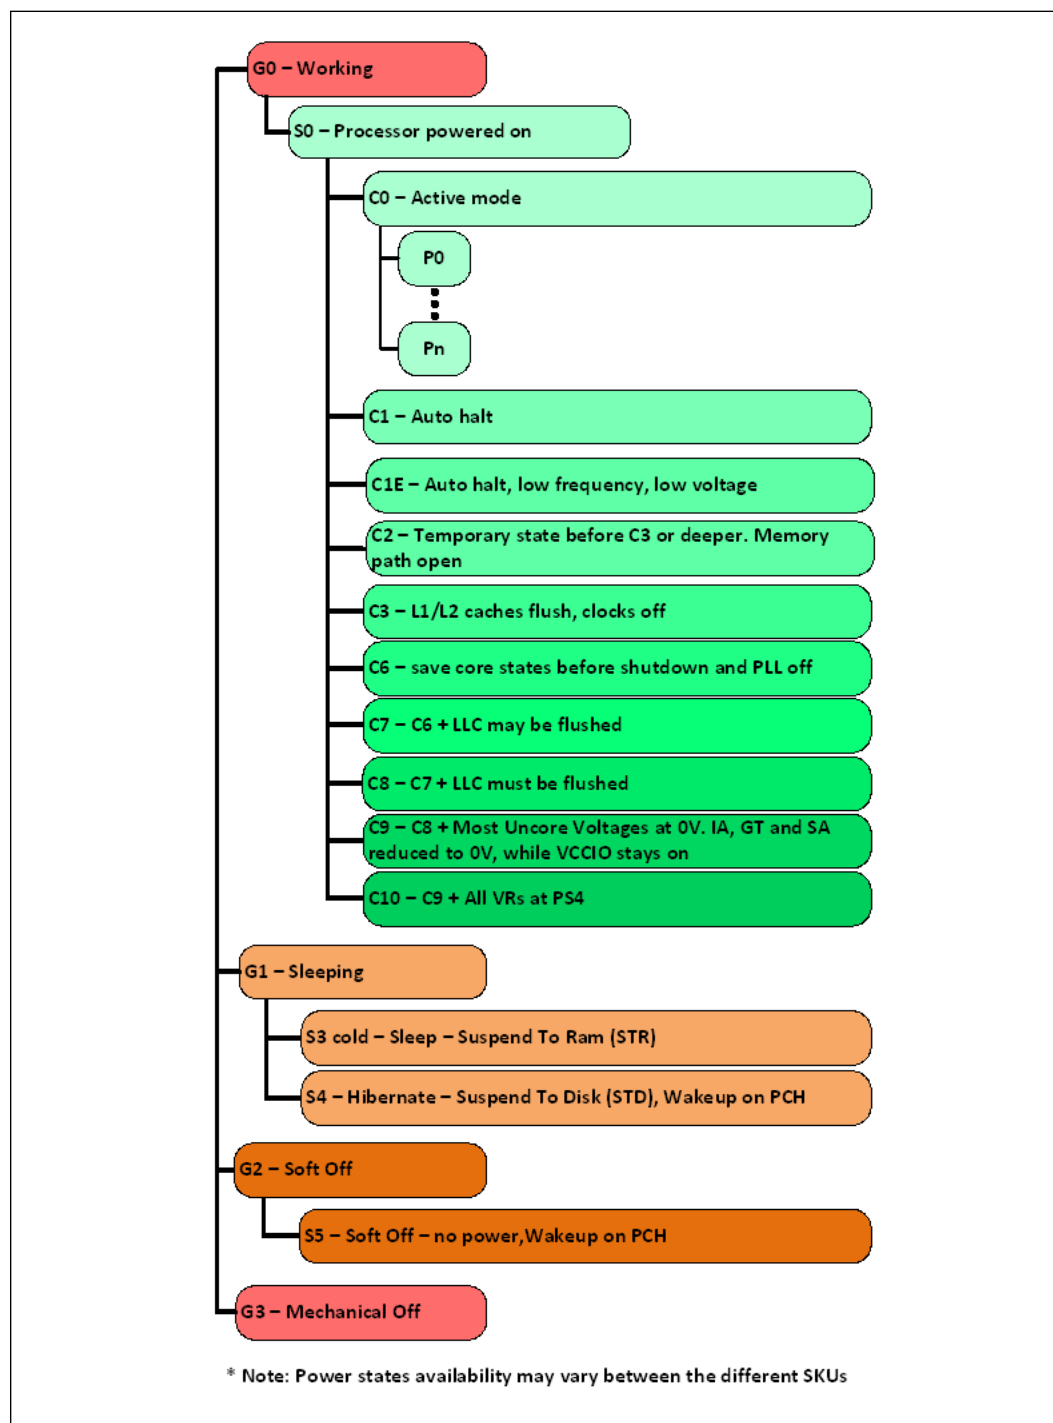 G0 – Working
S0 – Processor powered on
C0 – Active mode
P0
Pn
C1 – Auto halt
C1E – Auto halt, low frequency, low voltage
C2 – Temporary state before C3 or deeper. Memory
path open
C3 – L1/L2 caches flush, clocks off
C6 – save core states before shutdown and PLL off
C7 – C6 + LLC may be flushed
C8 – C7 + LLC must be flushed
C9 – C8 + Most Uncore Voltages at 0V. IA, GT and SA
reduced to 0V, while VCCIO stays on
C10 – C9 + All VRs at PS4
G1 – Sleeping
S3 cold – Sleep – Suspend To Ram (STR)
S4 – Hibernate – Suspend To Disk (STD), Wakeup on PCH
G2 – Soft Off
S5 – Soft Off – no power,Wakeup on PCH
G3 – Mechanical Off
* Note: Power states availability may vary between the different SKUs